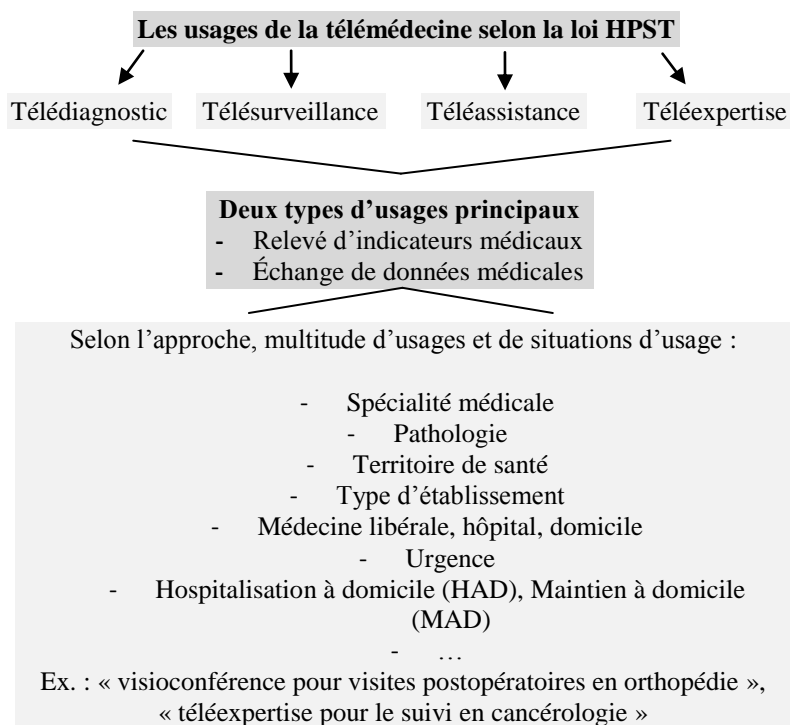 Les usages de la télémédecine selon la loi HPST
Télédiagnostic Télésurveillance Téléassistance Téléexpertise
Deux types d’usages principaux
- Relevé d’indicateurs médicaux
- Échange de données médicales
Selon l’approche, multitude d’usages et de situations d’usage :
- Spécialité médicale
- Pathologie
- Territoire de santé
- Type d’établissement
- Médecine libérale, hôpital, domicile
- Urgence
- Hospitalisation à domicile (HAD), Maintien à domicile
(MAD)
- …
Ex. : « visioconférence pour visites postopératoires en orthopédie »,
« téléexpertise pour le suivi en cancérologie »